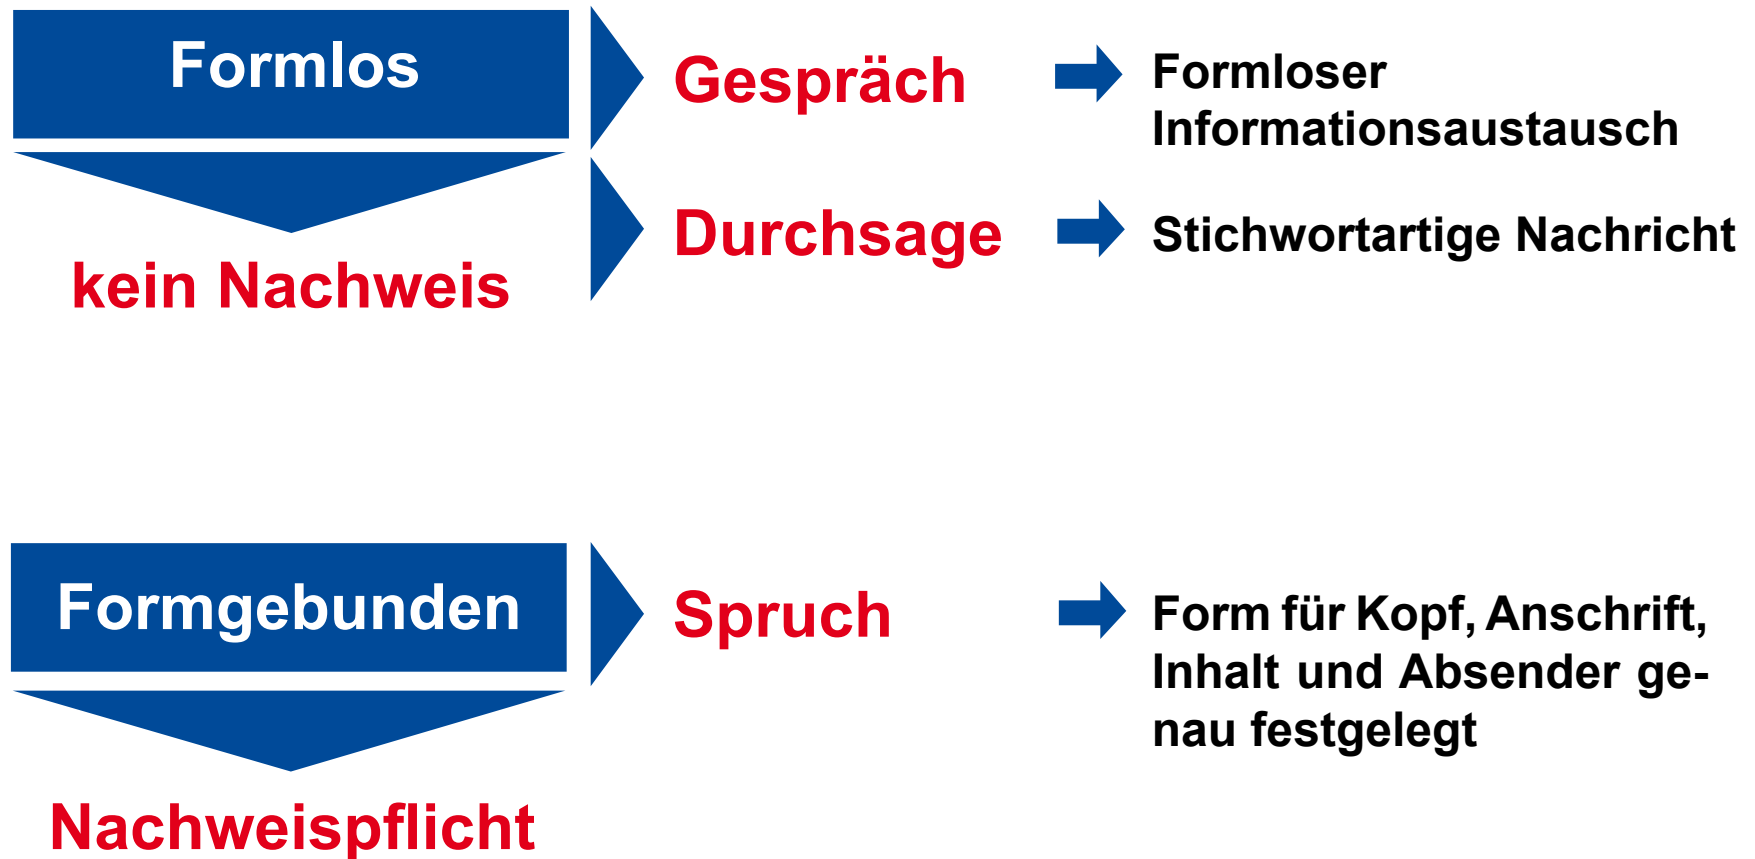 Formlos
kein Nachweis
Gespräch
Formloser
Informationsaustausch
Durchsage
Stichwortartige Nachricht
Formgebunden
Nachweispflicht
Spruch
Form für Kopf, Anschrift,
Inhalt und Absender ge-
nau festgelegt